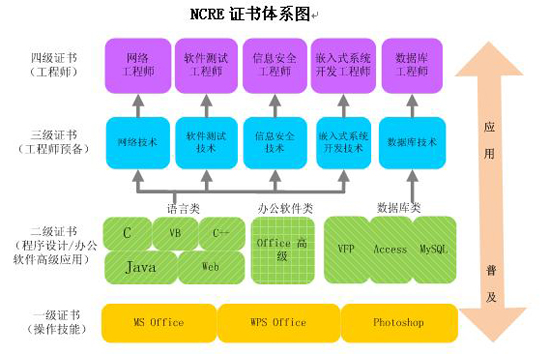 NCRE 证书体系图
四级证书
(工程师)
网络
工程师
软件测试
工程师
信息安全
工程师
嵌入式系统
开发工程师
数据库
工程师
三级证书
(工程师预备)
网络技术
软件测试
技术
信息安全
技术
嵌入式系统
开发技术
数据库技术
语言类
办公软件类
数据库类
二级证书
(程序设计/办公
软件高级应用)
C
VB
C++
Java
Web
Office 高
级
VFP
Access
MySQL
一级证书
(操作技能)
MS Office
WPS Office
Photoshop
应
用
普
及